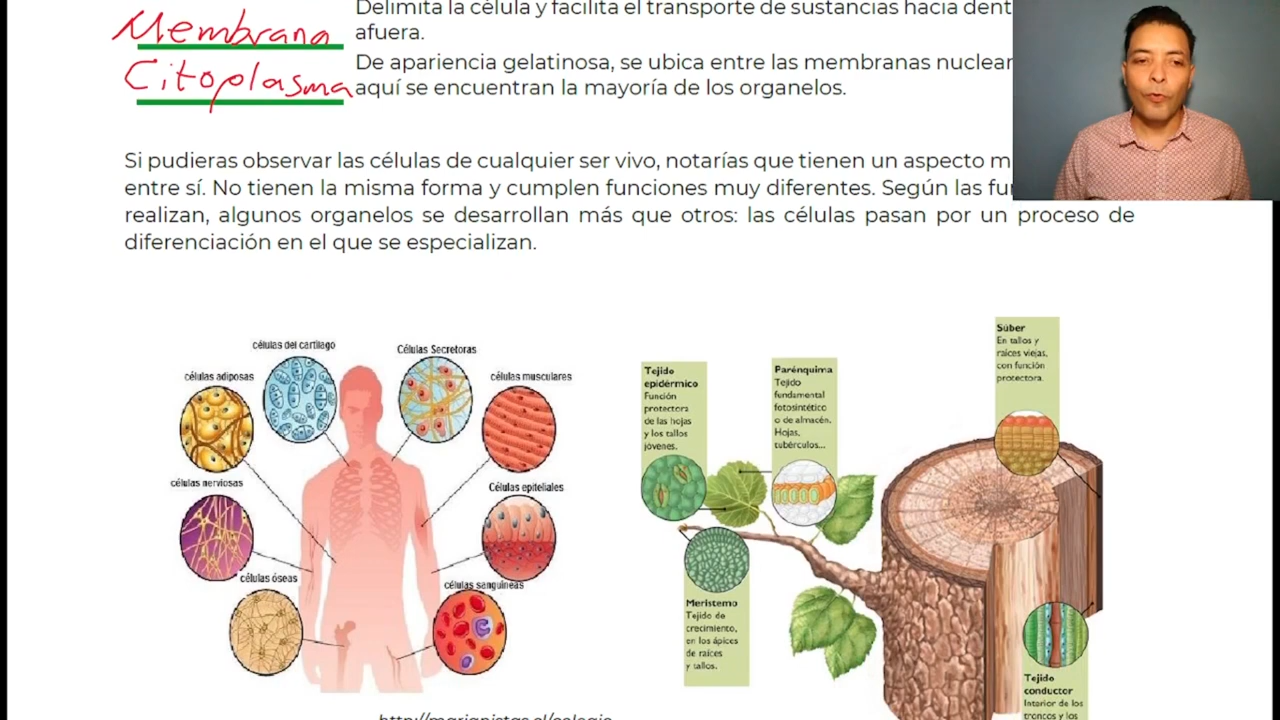 Delimita la célula y facilita el transporte de sustancias hacia
Membrana afuera.
De apariencia gelatinosa, se ubica entre las membranas
Citoplasma aquí se encuentran la mayoría de los organelos.
Si pudieras observar las células de cualquier ser vivo, notarías que tienen un aspecto
entre sí. No tienen la misma forma y cumplen funciones muy diferentes. Según las
realizan, algunos organelos se desarrollan más que otros: las células pasan por un proceso de
diferenciación en el que se especializan.
células del cartílago
Células Secretoras
células adiposas
células musculares
células nerviosas
Células epiteliales
células óseas
células sanguíneas
Tejido
epidérmico
Función
protectora
de las hojas
y los tallos
jóvenes.
Parénquima
Tejido
fundamental
fotosintético
o de almacén.
Hojas,
tubérculos...
Súber
En tallos y
raíces viejas,
con función
protectora.
Meristemo
Tejido de
crecimiento,
en los ápices
de raíces
y tallos.
Tejido
conductor
Interior de los
troncos y los